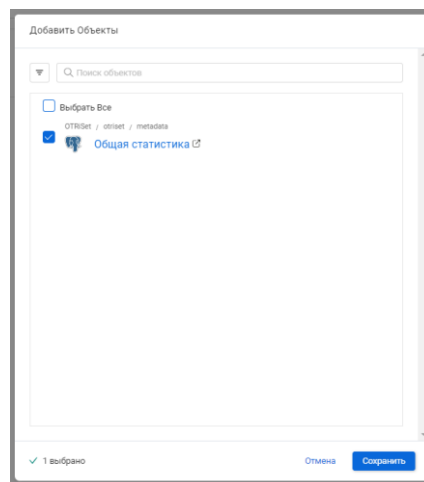 Добавить Объекты
Поиск объектов
Выбрать Все
OTRISet / otriset / metadata
Общая статистика
1 выбрано
Отмена
Сохранить